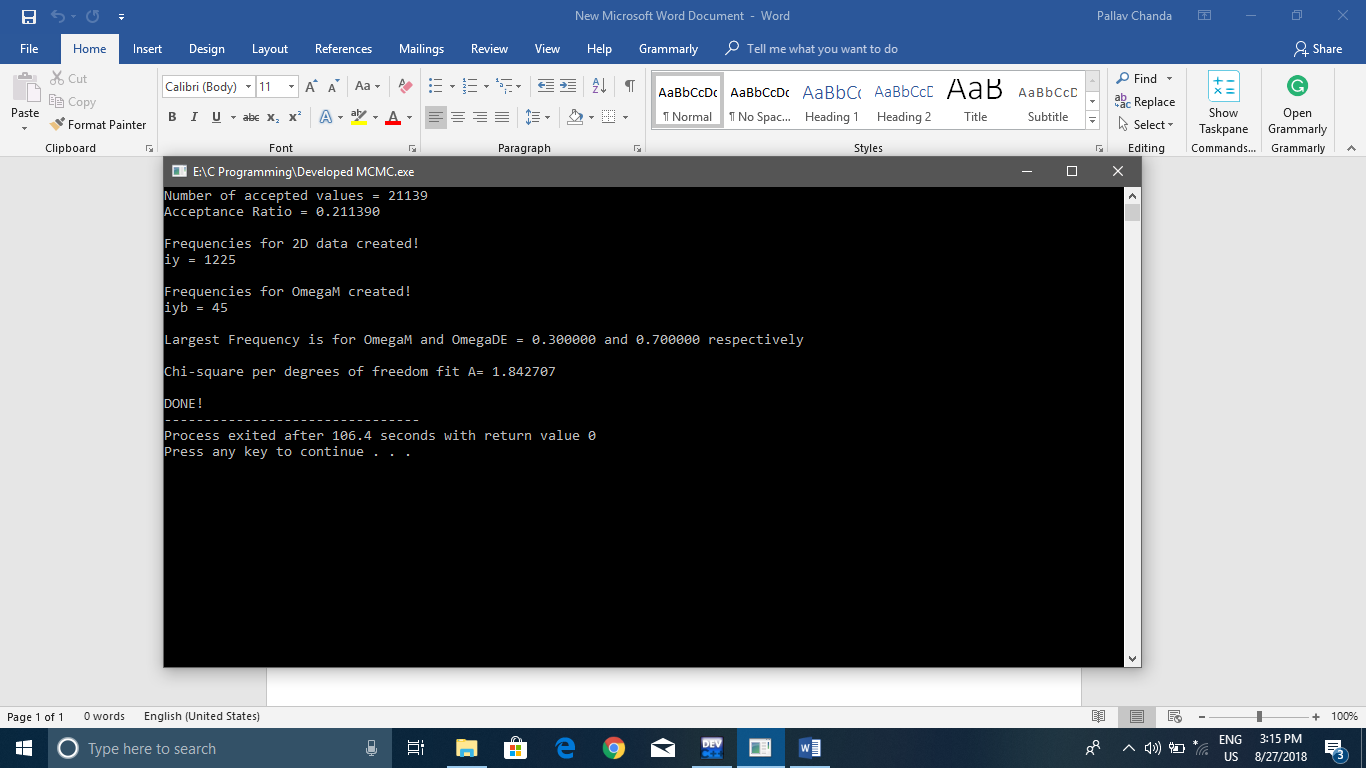 New Microsoft Word Document - Word
Pallav Chanda
File Home Insert Design Layout References Mailings Review View Help Grammarly Tell me what you want to do Share
Paste
Cut
Copy
Format Painter
Clipboard
Calibri (Body) 11
B I U abc x₂ x²
Font
Paragraph
AaBbCcDc AaBbCcDc AaBbCc AaBbCcD AaB AaBbCcD
¶ Normal ¶ No Spac... Heading 1 Heading 2 Title Subtitle
Styles
Find
Replace
Select
Editing
Show Taskpane
Commands...
Open Grammarly
Grammarly
E:\C Programming\Developed MCMC.exe
Number of accepted values = 21139
Acceptance Ratio = 0.211390
Frequencies for 2D data created!
iy = 1225
Frequencies for OmegaM created!
iyb = 45
Largest Frequency is for OmegaM and OmegaDE = 0.300000 and 0.700000 respectively
Chi-square per degrees of freedom fit A= 1.842707
DONE!
--------------------------------
Process exited after 106.4 seconds with return value 0
Press any key to continue . . .
Page 1 of 1 0 words English (United States) 100%
Type here to search
DEV
ENG
US
3:15 PM
8/27/2018
3